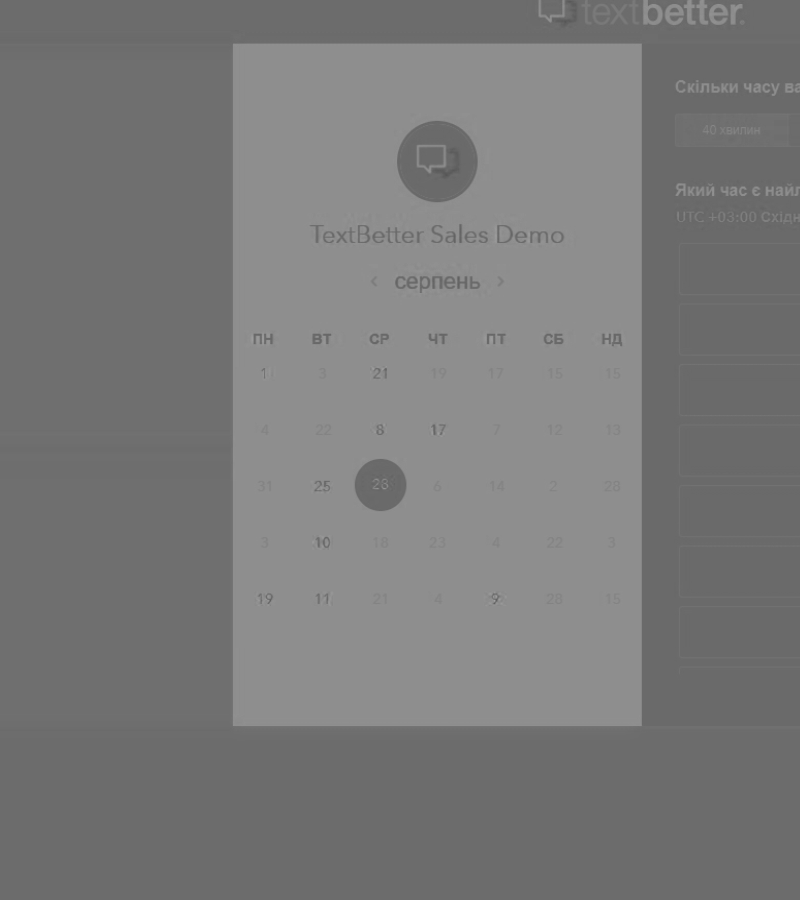 textbetter.
TextBetter Sales Demo
‹ серпень ›
ПН ВТ СР ЧТ ПТ СБ НД
1 3 21 19 17 15 15
4 22 8 17 7 12 13
31 25 28 6 14 2 28
3 10 18 23 4 22 3
19 11 21 4 9 28 15
Скільки часу ва
40 хвилин
Який час є найл
UTC +03:00 Східн